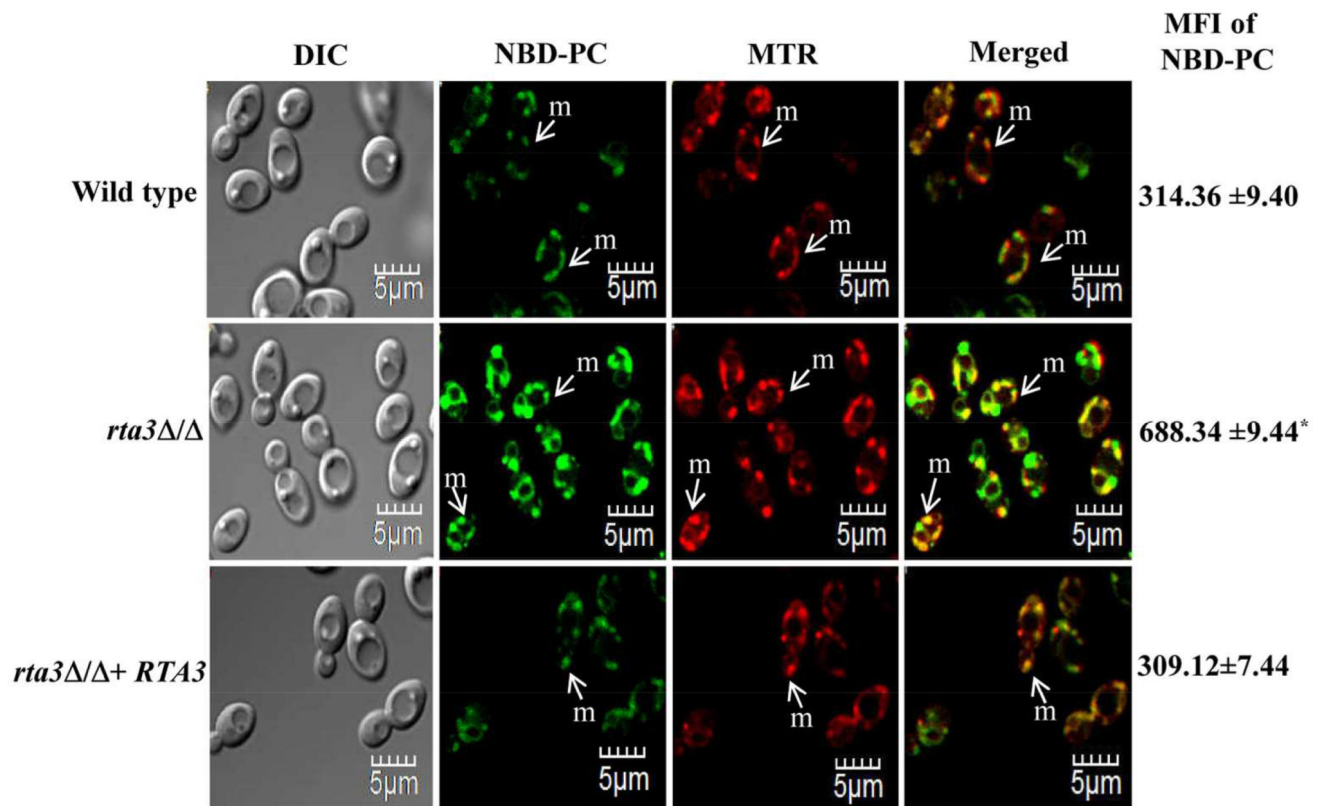 MFI of
DIC NBD-PC MTR Merged NBD-PC
m m m
Wild type 314.36 ±9.40
m m m
5µm 5µm 5µm 5µm
m m m
rta3Δ/Δ 688.34 ±9.44*
m m m
5µm 5µm 5µm 5µm
rta3Δ/Δ+ RTA3 309.12±7.44
m m m
5µm 5µm 5µm 5µm